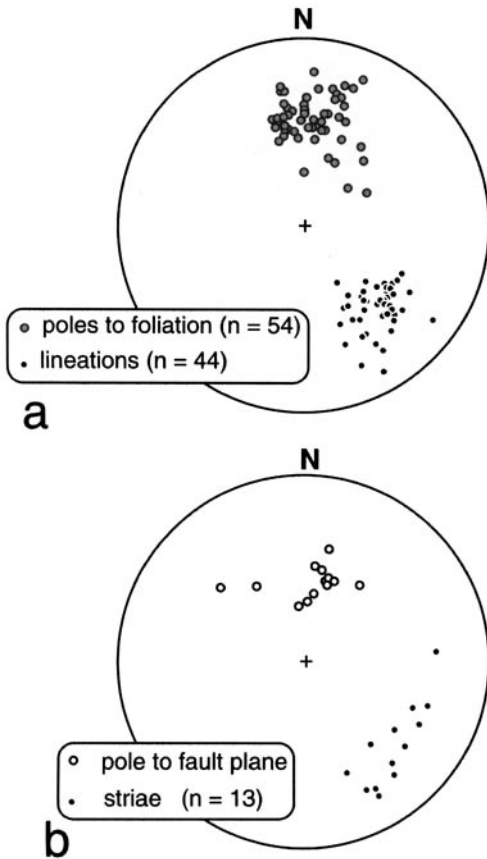 N
poles to foliation (n = 54)
lineations (n = 44)
a
N
pole to fault plane
striae (n = 13)
b